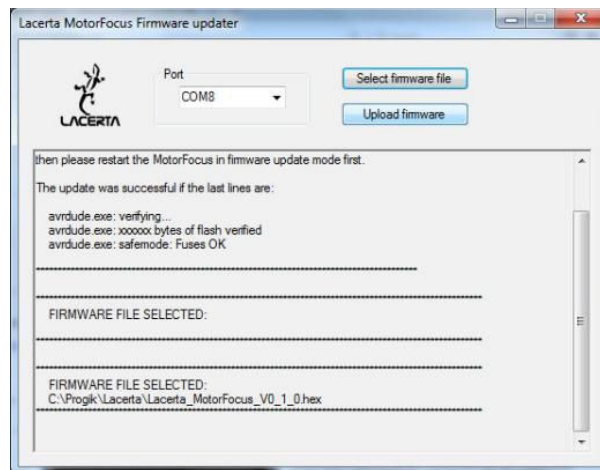 Lacerta MotorFocus Firmware updater
LACERTA
Port
COM8
Select firmware file
Upload firmware
then please restart the MotorFocus in firmware update mode first.
The update was successful if the last lines are:
avrdude.exe: verifying...
avrdude.exe: xxxxxx bytes of flash verified
avrdude.exe: safemode: Fuses OK
FIRMWARE FILE SELECTED:
FIRMWARE FILE SELECTED:
C:\Progik\Lacerta\Lacerta_MotorFocus_V0_1_0.hex